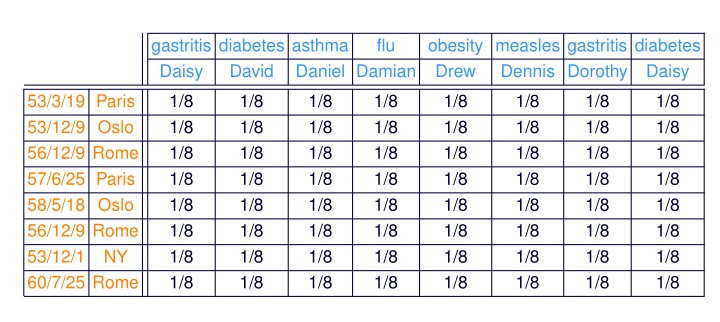 gastritis diabetes asthma flu obesity measles gastritis diabetes
Daisy David Daniel Damian Drew Dennis Dorothy Daisy
53/3/19 Paris 1/8 1/8 1/8 1/8 1/8 1/8 1/8 1/8
53/12/9 Oslo 1/8 1/8 1/8 1/8 1/8 1/8 1/8 1/8
56/12/9 Rome 1/8 1/8 1/8 1/8 1/8 1/8 1/8 1/8
57/6/25 Paris 1/8 1/8 1/8 1/8 1/8 1/8 1/8 1/8
58/5/18 Oslo 1/8 1/8 1/8 1/8 1/8 1/8 1/8 1/8
56/12/9 Rome 1/8 1/8 1/8 1/8 1/8 1/8 1/8 1/8
53/12/1 NY 1/8 1/8 1/8 1/8 1/8 1/8 1/8 1/8
60/7/25 Rome 1/8 1/8 1/8 1/8 1/8 1/8 1/8 1/8